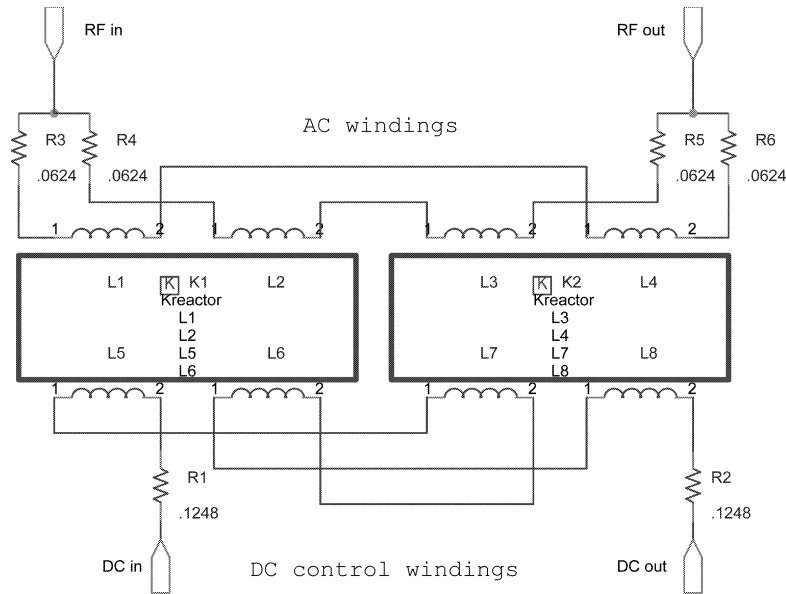 RF in
RF out
R3 R4 R5 R6
.0624 .0624 .0624 .0624
AC windings
1 2 1 2 1 2 1 2
L1 K K1 L2 L3 K K2 L4
Kreactor Kreactor
L1 L3
L2 L4
L5 L5 L6 L7 L7 L8
L6 L8
1 2 1 2 1 2 1 2
R1 R2
.1248 .1248
DC in DC out
DC control windings